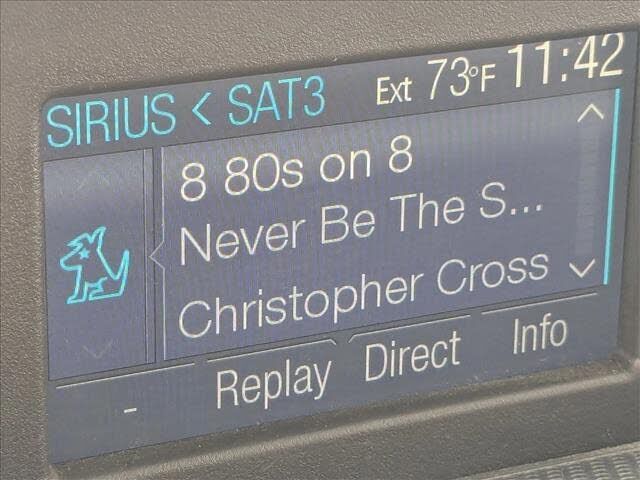 SIRIUS < SAT3 Ext 73°F 11:42
8 80s on 8
Never Be The S...
Christopher Cross
- Replay Direct Info